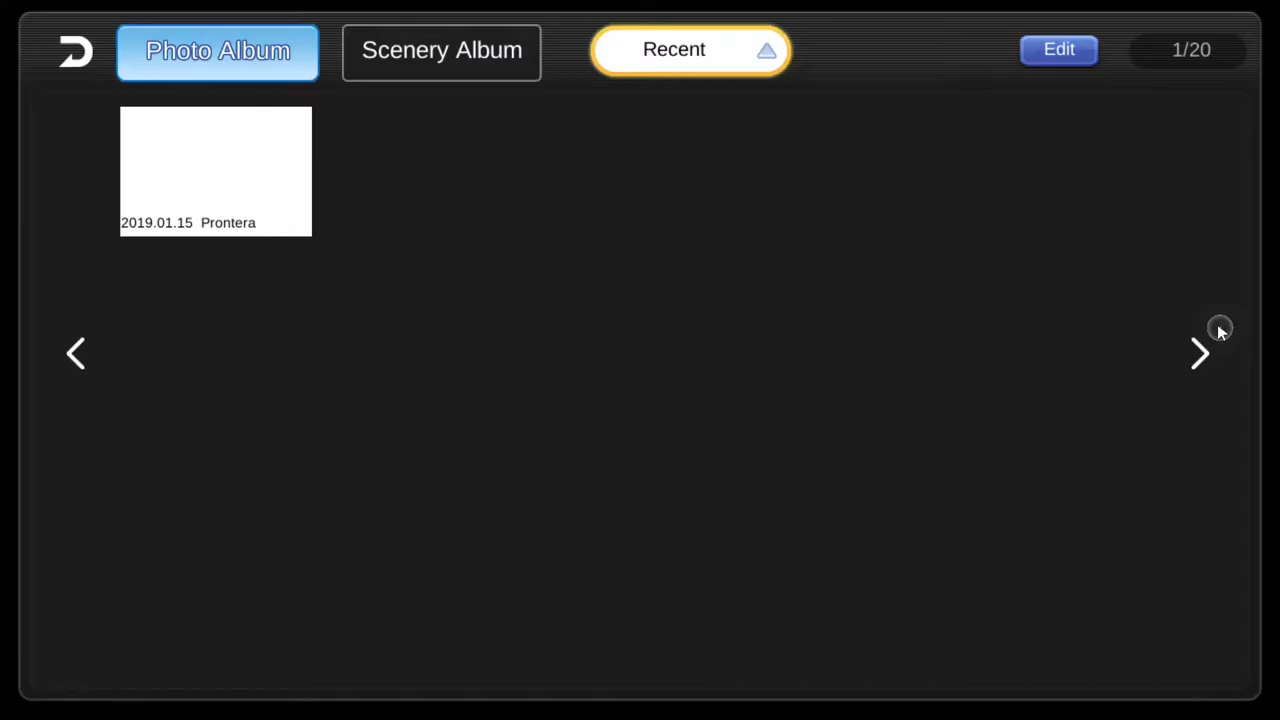 Photo Album
Scenery Album
Recent
Edit
1/20
2019.01.15 Prontera